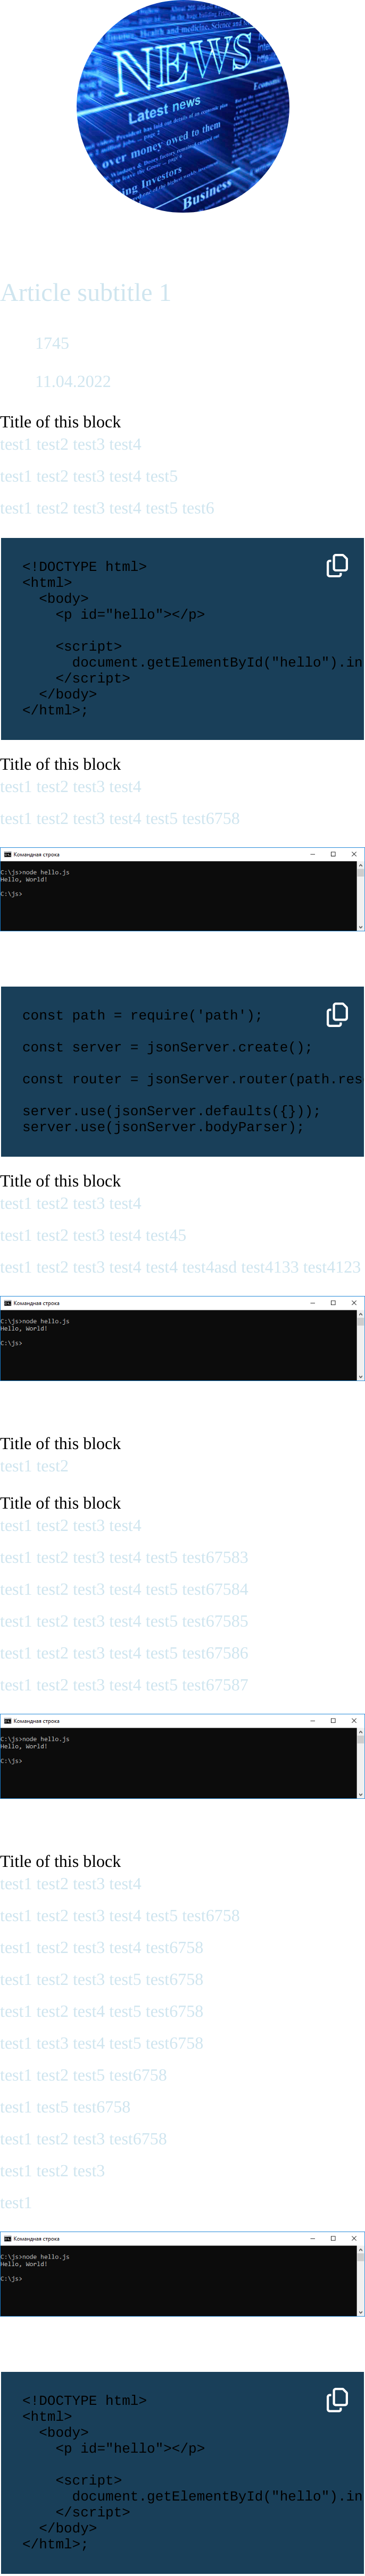 NEWS
Latest news
over money owed to them
Investors
Business
Article subtitle 1
1745
11.04.2022
Title of this block
test1 test2 test3 test4
test1 test2 test3 test4 test5
test1 test2 test3 test4 test5 test6
<!DOCTYPE html>
<html>
<body>
<p id="hello"></p>
<script>
document.getElementById("hello").in
</script>
</body>
</html>;
Title of this block
test1 test2 test3 test4
test1 test2 test3 test4 test5 test6758
Командная строка
C:\js>node hello.js
Hello, World!
C:\js>
const path = require('path');
const server = jsonServer.create();
const router = jsonServer.router(path.res
server.use(jsonServer.defaults({}));
server.use(jsonServer.bodyParser);
Title of this block
test1 test2 test3 test4
test1 test2 test3 test4 test45
test1 test2 test3 test4 test4 test4asd test4133 test4123
Командная строка
C:\js>node hello.js
Hello, World!
C:\js>
Title of this block
test1 test2
Title of this block
test1 test2 test3 test4
test1 test2 test3 test4 test5 test67583
test1 test2 test3 test4 test5 test67584
test1 test2 test3 test4 test5 test67585
test1 test2 test3 test4 test5 test67586
test1 test2 test3 test4 test5 test67587
Командная строка
C:\js>node hello.js
Hello, World!
C:\js>
Title of this block
test1 test2 test3 test4
test1 test2 test3 test4 test5 test6758
test1 test2 test3 test4 test6758
test1 test2 test3 test5 test6758
test1 test2 test4 test5 test6758
test1 test3 test4 test5 test6758
test1 test2 test5 test6758
test1 test5 test6758
test1 test2 test3 test6758
test1 test2 test3
test1
Командная строка
C:\js>node hello.js
Hello, World!
C:\js>
<!DOCTYPE html>
<html>
<body>
<p id="hello"></p>
<script>
document.getElementById("hello").in
</script>
</body>
</html>;